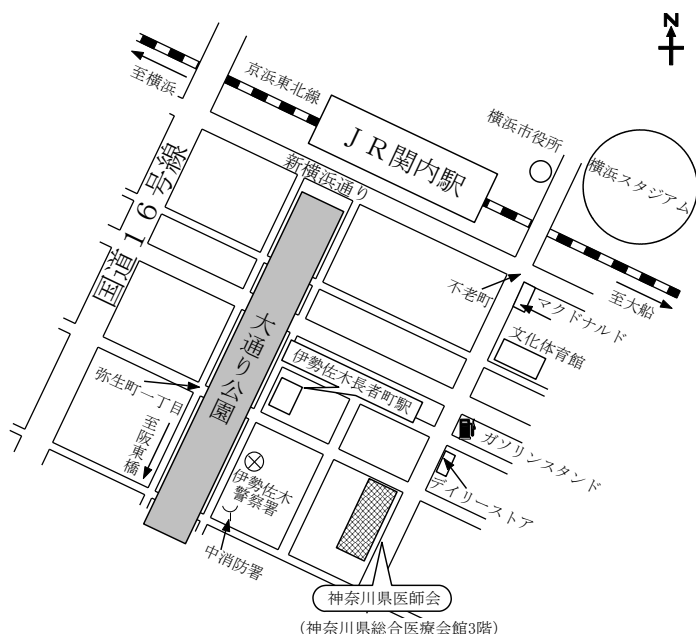 N
至横浜
京浜東北線
JR関内駅
横浜市役所
横浜スタジアム
新横浜通り
国道16号線
不老町
至大船
マクドナルド
文化体育館
大通り公園
伊勢佐木長者町駅
弥生町一丁目
至阪東橋
ガソリンスタンド
デイリーストア
伊勢佐木
警察署
中消防署
神奈川県医師会
(神奈川県総合医療会館3階)